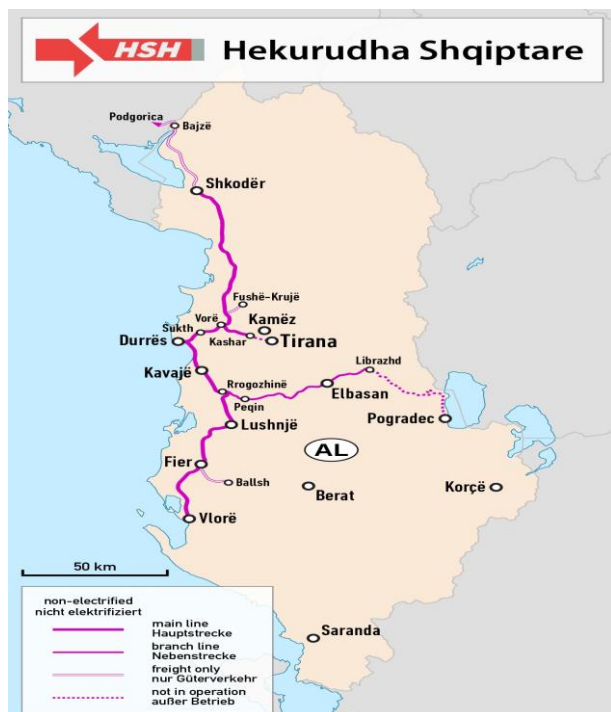 HSH Hekurudha Shqiptare
Podgorica
Bajzë
Shkodër
Fushë-Krujë
Vorë
Kamëz
Sukth
Durrës
Kashar
Tirana
Kavajë
Librazhd
Rrogozhinë
Elbasan
Peqin
Pogradec
Lushnjë
AL
Fier
Ballsh
Berat
Korçë
Vlorë
50 km
non-electrified
nicht elektrifiziert
main line
Hauptstrecke
branch line
Nebenstrecke
freight only
nur Güterverkehr
not in operation
außer Betrieb
Saranda